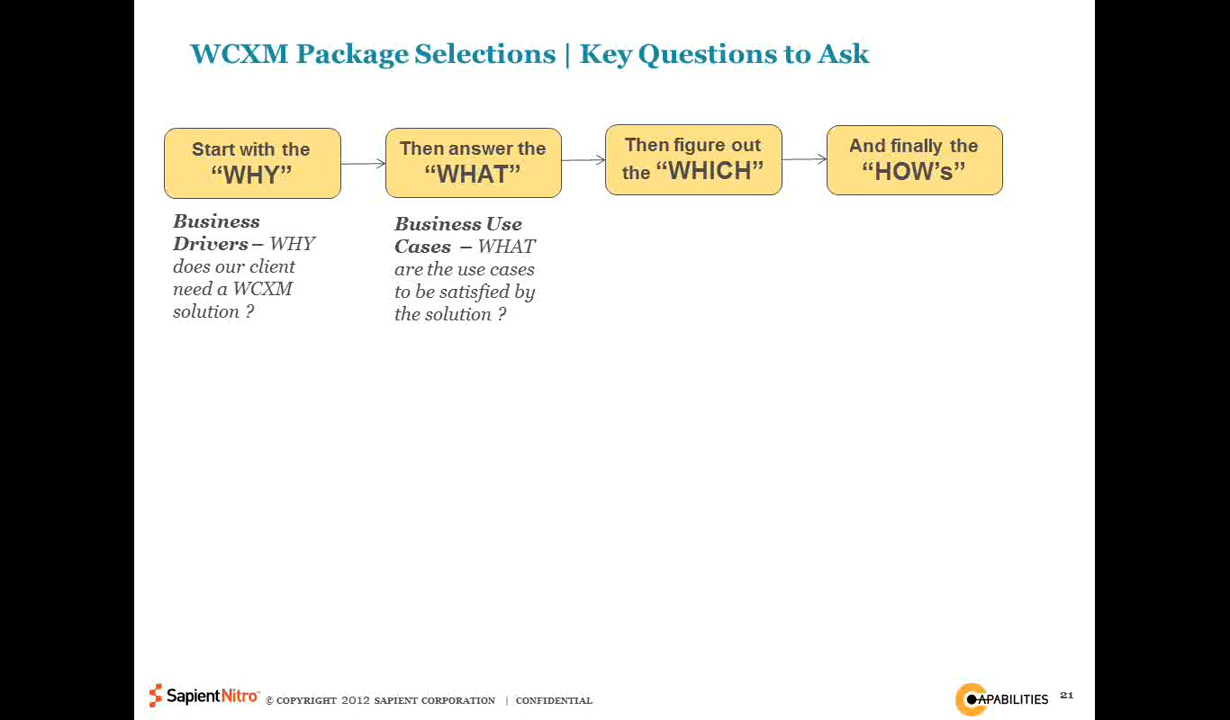 WCXM Package Selections | Key Questions to Ask
Start with the
“WHY”
Then answer the
“WHAT”
Then figure out
the “WHICH”
And finally the
“HOW’s”
Business
Drivers – WHY
does our client
need a WCXM
solution ?
Business Use
Cases – WHAT
are the use cases
to be satisfied by
the solution ?
SapientNitro
© COPYRIGHT 2012 SAPIENT CORPORATION | CONFIDENTIAL
CAPABILITIES
21